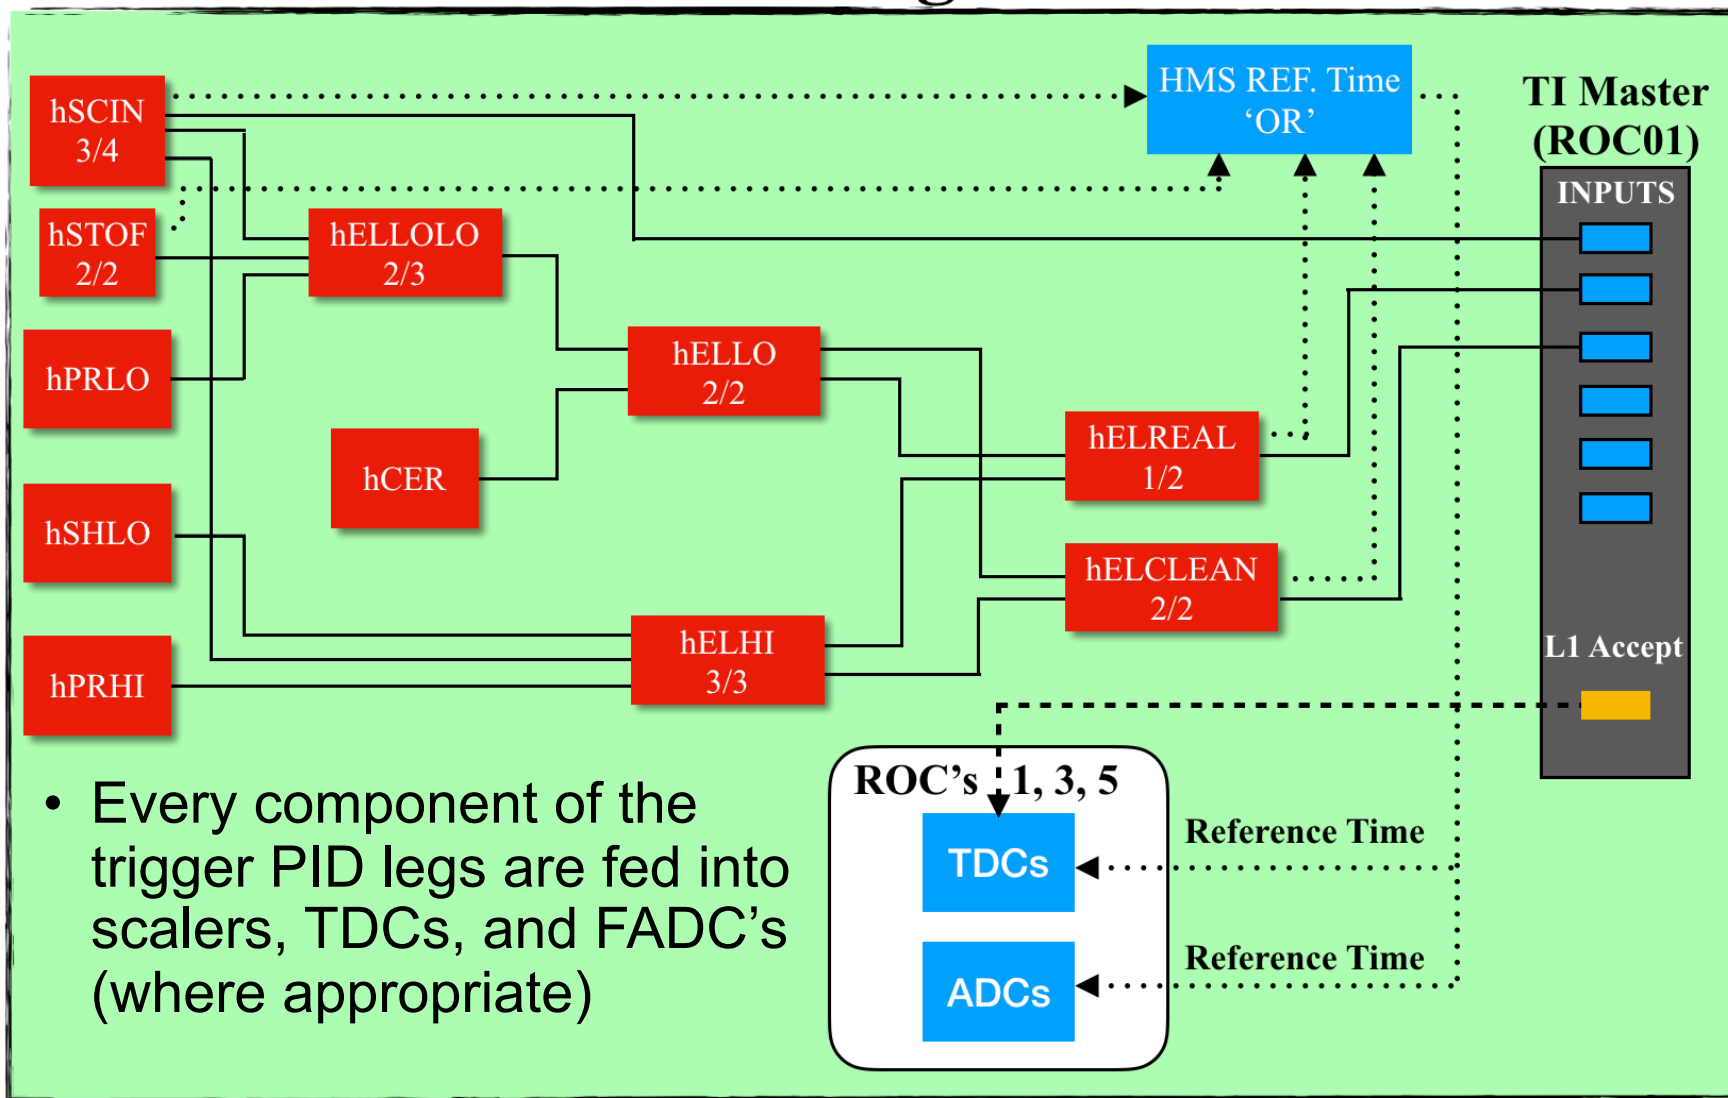 HMS REF. Time
‘OR’
TI Master
(ROC01)
INPUTS
hSCIN
3/4
hSTOF
2/2
hELLOLO
2/3
hPRLO
hELLO
2/2
hCER
hELREAL
1/2
hSHLO
hELCLEAN
2/2
hELHI
3/3
hPRHI
L1 Accept
ROC’s 1, 3, 5
TDCs
ADCs
Reference Time
Reference Time
• Every component of the
trigger PID legs are fed into
scalers, TDCs, and FADC’s
(where appropriate)